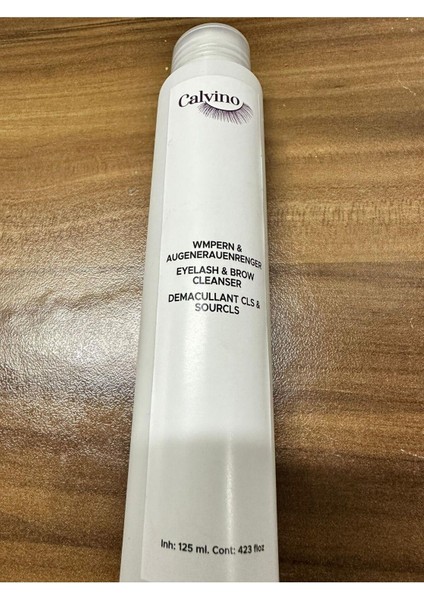 Calvino
WMPERN &
AUGENERAUENRENGER
EYELASH & BROW
CLEANSER
DEMACULLANT CLS &
SOURCLS
Inh: 125 ml. Cont: 423 floz